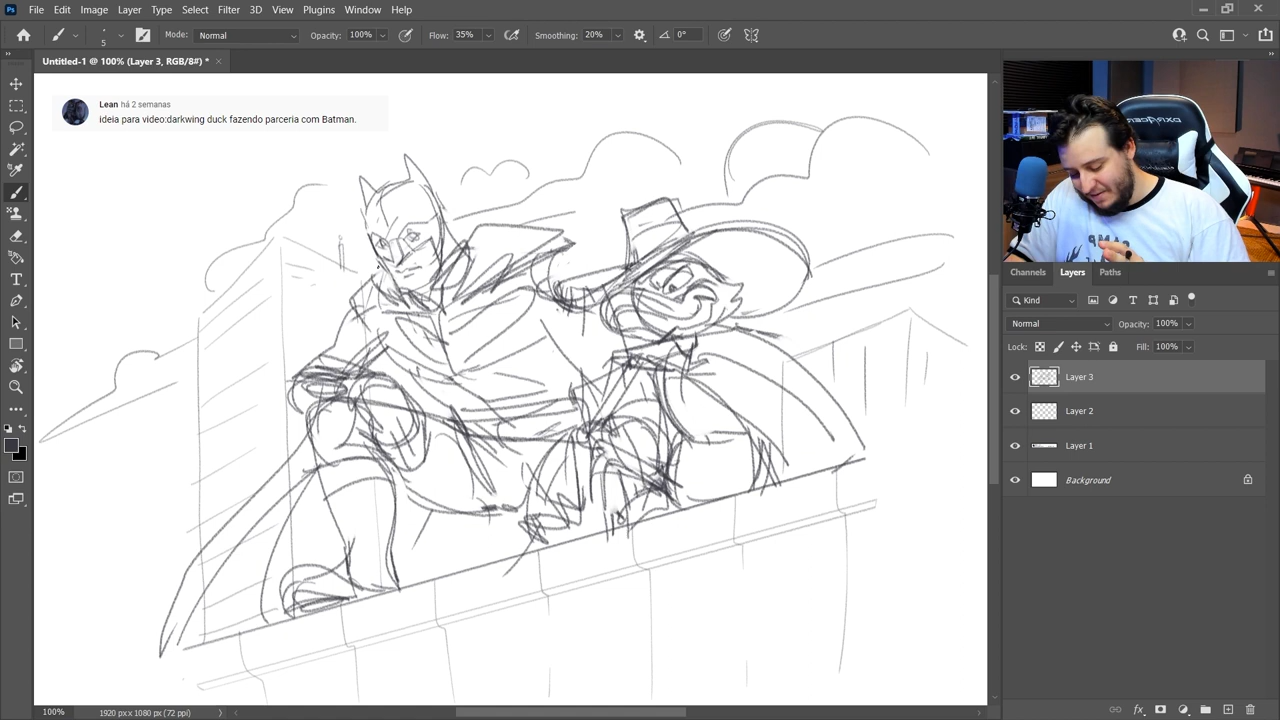 Ps File Edit Image Layer Type Select Filter 3D View Plugins Window Help
5 Mode: Normal Opacity: 100% Flow: 35% Smoothing: 20% 0°
Untitled-1 @ 100% (Layer 3, RGB/8#) *
Lean há 2 semanas
ideia para video:darkwing duck fazendo parceria com Batman.
Channels Layers Paths
Kind
Normal Opacity: 100%
Lock: Fill: 100%
Layer 3
Layer 2
Layer 1
Background
100% 1920 px x 1080 px (72 ppi)